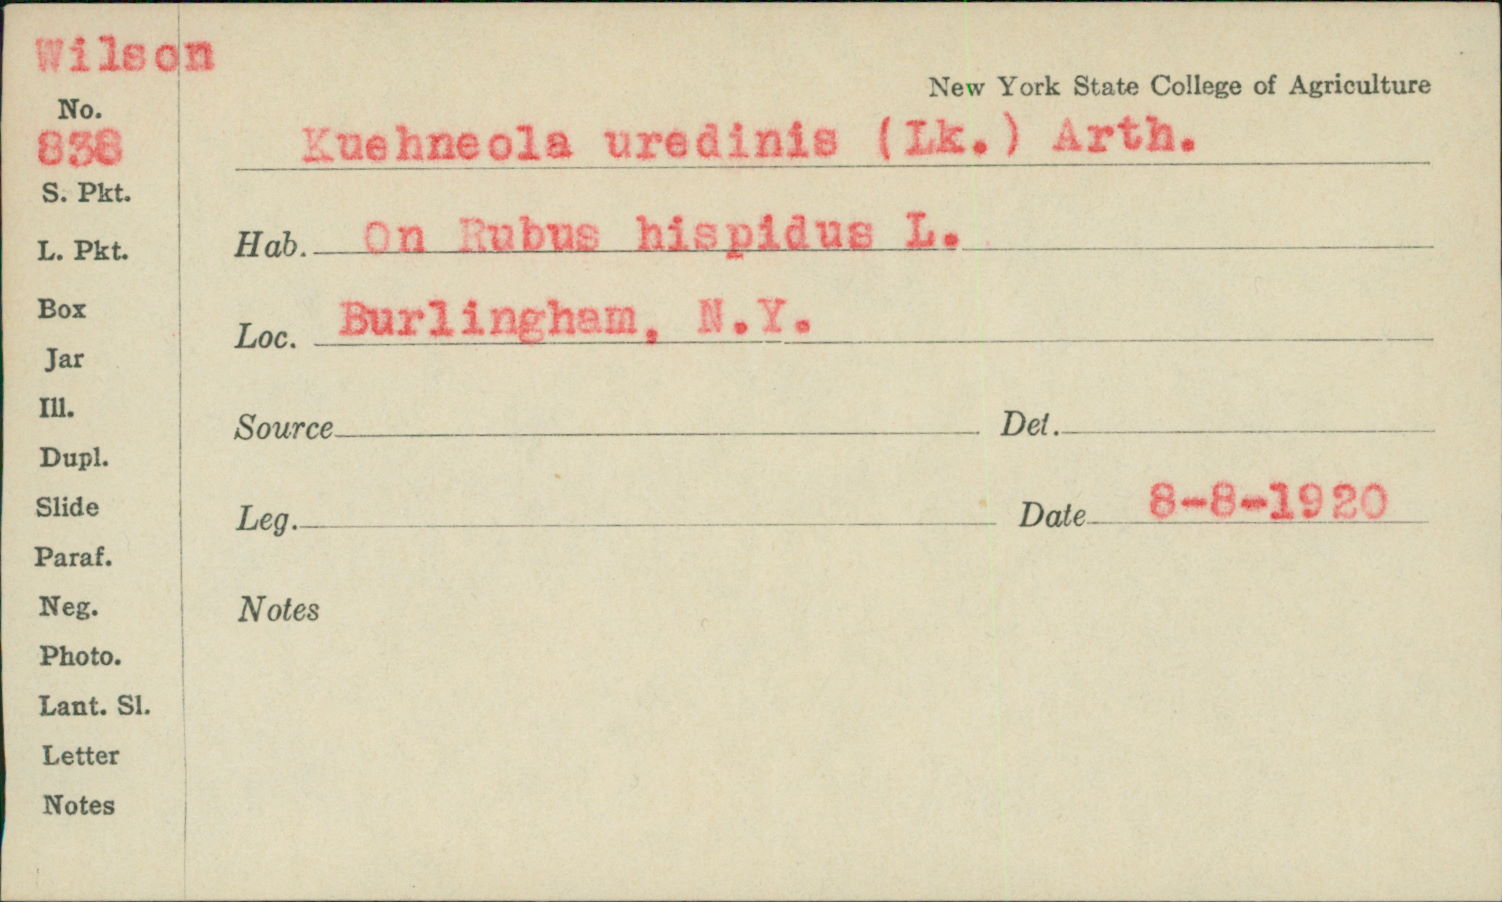 Wilson
New York State College of Agriculture
No.
838
Kuehneola uredinis (Lk.) Arth.
S. Pkt.
Hab. On Rubus hispidus L.
L. Pkt.
Box
Loc. Burlingham, N.Y.
Jar
Ill.
Source Det.
Dupl.
Slide
Leg. Date 8-8-1920
Paraf.
Neg.
Notes
Photo.
Lant. Sl.
Letter
Notes